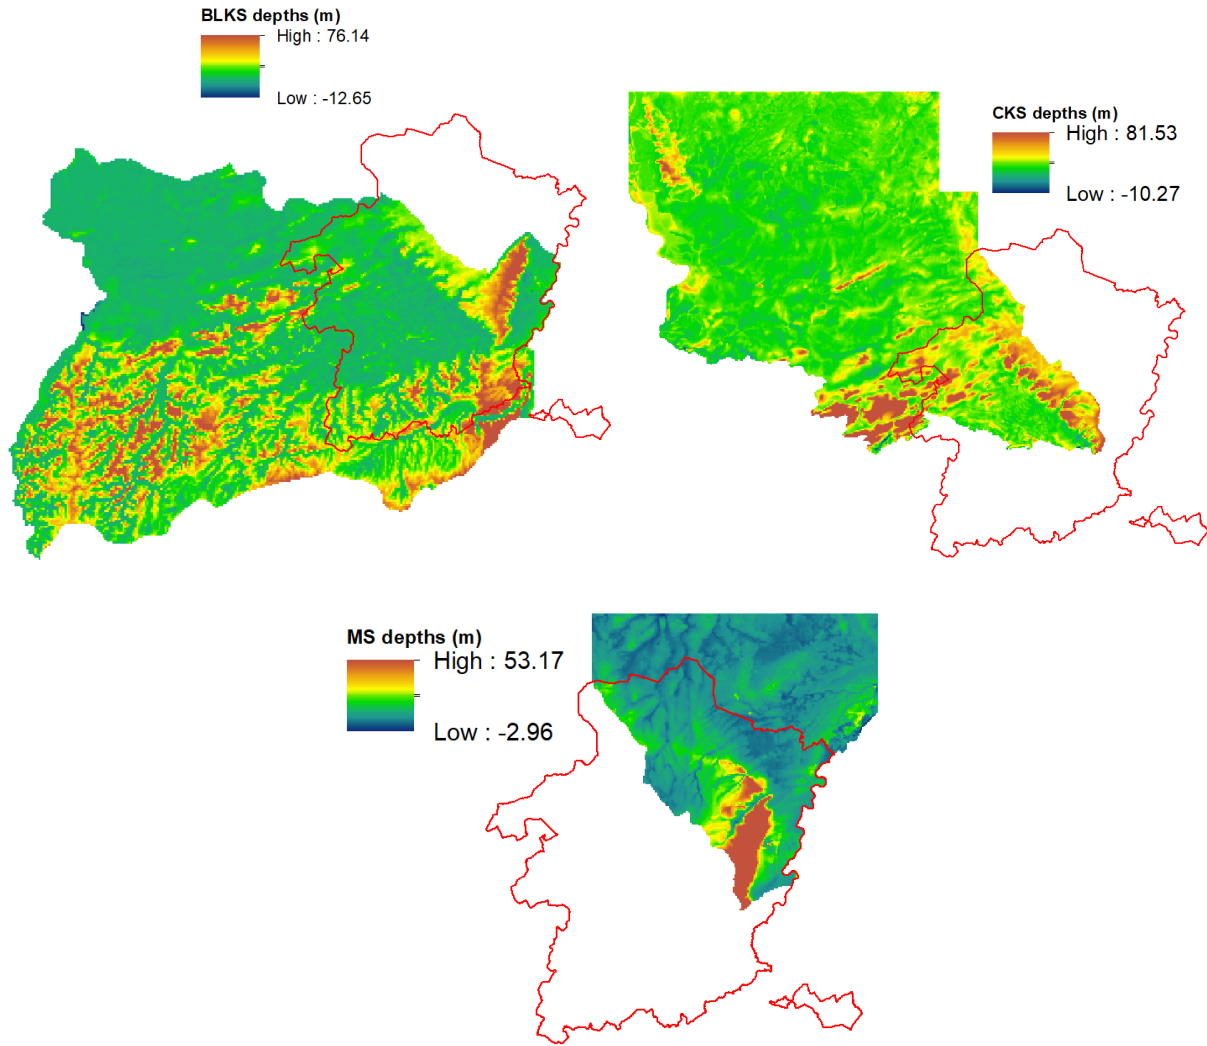 BLKS depths (m)
High : 76.14
Low : -12.65
CKS depths (m)
High : 81.53
Low : -10.27
MS depths (m)
High : 53.17
Low : -2.96